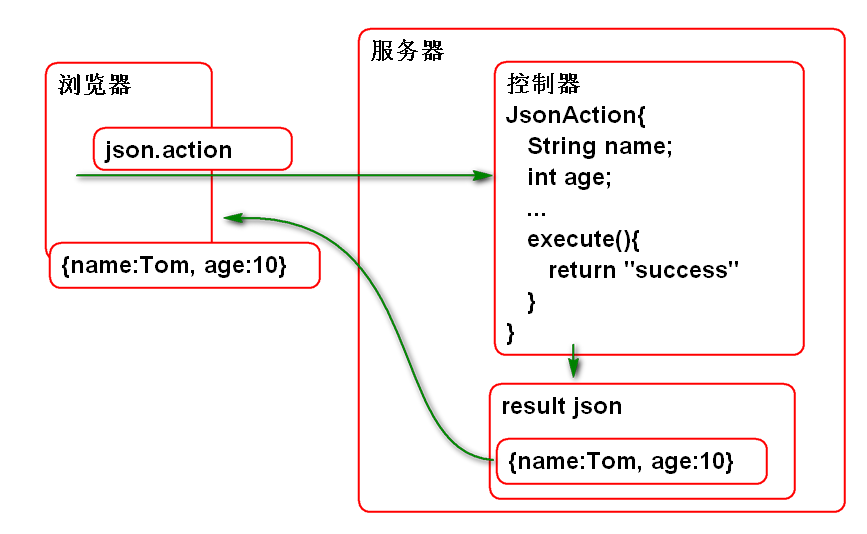 浏览器
json.action
{name:Tom, age:10}
服务器
控制器
JsonAction{
String name;
int age;
...
execute(){
return "success"
}
}
result json
{name:Tom, age:10}